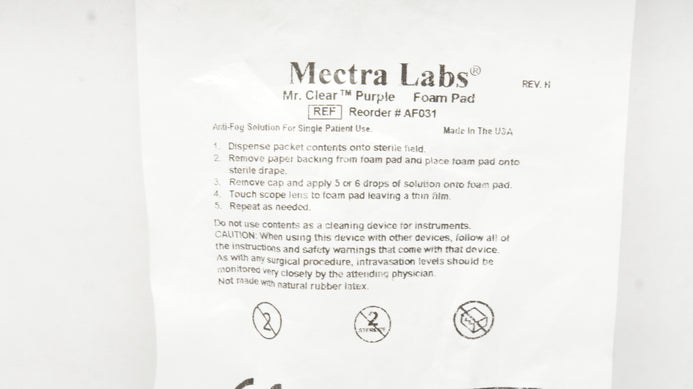 Mectra Labs®
REV. H
Mr. Clear™ Purple Foam Pad
REF Reorder # AF031
Anti-Fog Solution For Single Patient Use.
Made In The USA
1. Dispense packet contents onto sterile field.
2. Remove paper backing from foam pad and place foam pad onto
sterile drape.
3. Remove cap and apply 5 or 6 drops of solution onto foam pad.
4. Touch scope lens to foam pad leaving a thin film.
5. Repeat as needed.
Do not use contents as a cleaning device for instruments.
CAUTION: When using this device with other devices, follow all of
the instructions and safety warnings that come with that device.
As with any surgical procedure, intravasation levels should be
monitored very closely by the attending physician.
Not made with natural rubber latex.
2
2